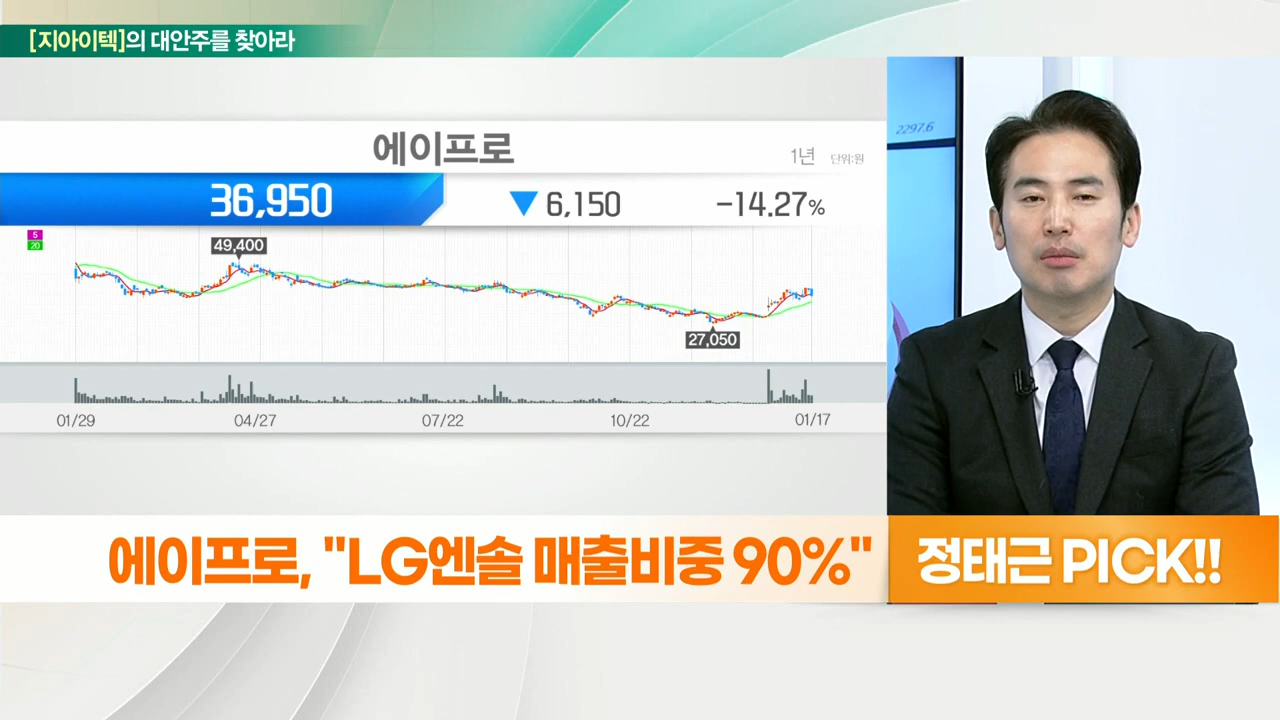 [지아이텍]의 대안주를 찾아라
2297.6
에이프로
1년 단위:원
36,950 ▼ 6,150 -14.27%
5
20
49,400
27,050
01/29 04/27 07/22 10/22 01/17
에이프로, "LG엔솔 매출비중 90%"
정태근 PICK!!